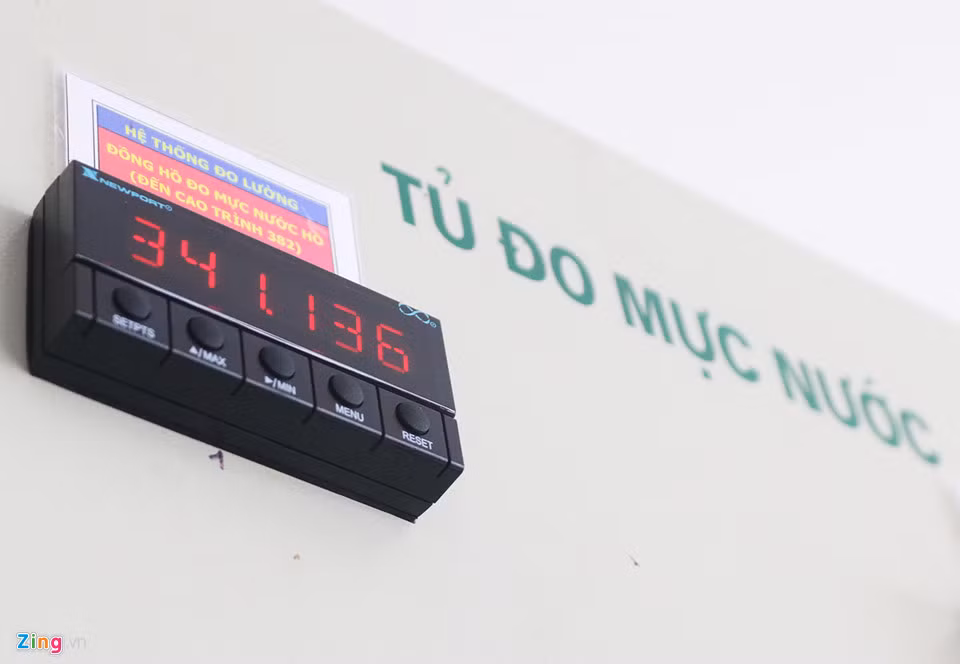 HỆ THỐNG ĐO LƯỜNG
ĐỒNG HỒ ĐO MỰC NƯỚC HỒ
(ĐẾN CAO TRÌNH 382)
NEWPORT
341.136
SETPTS
▲/MAX
▶/MIN
MENU
RESET
1
TỦ ĐO MỰC NƯỚC
Zing.vn